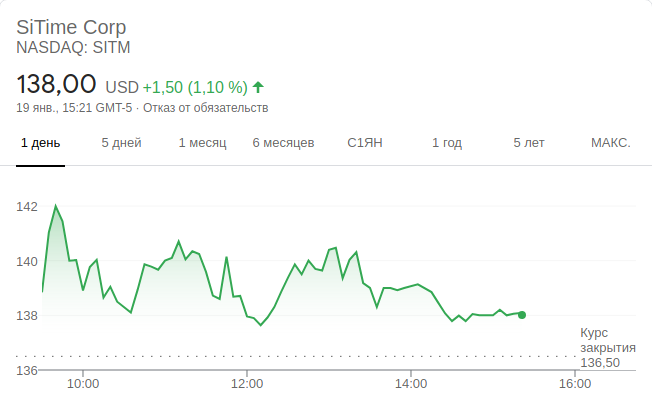 SiTime Corp
NASDAQ: SITM
138,00 USD +1,50 (1,10 %)
19 янв., 15:21 GMT-5 · Отказ от обязательств
1 день 5 дней 1 месяц 6 месяцев С1ЯН 1 год 5 лет МАКС.
142
140
138
Курс
закрытия
136,50
136
10:00 12:00 14:00 16:00